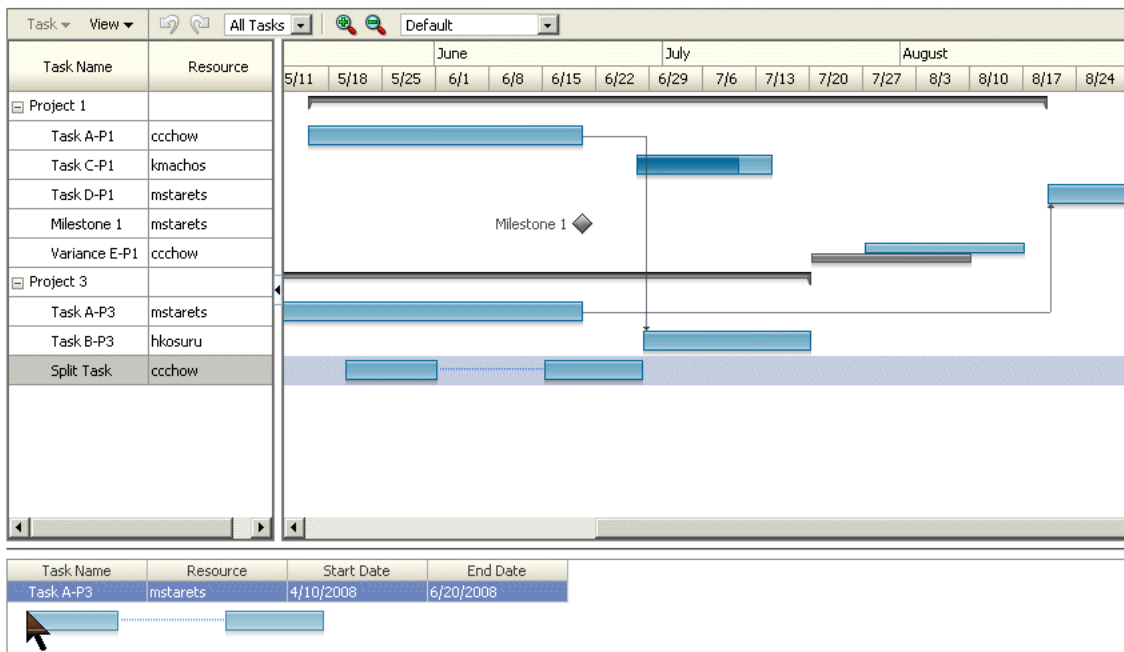 Task View All Tasks Default
Task Name Resource
June July August
5/11 5/18 5/25 6/1 6/8 6/15 6/22 6/29 7/6 7/13 7/20 7/27 8/3 8/10 8/17 8/24
Project 1
Task A-P1 ccchow
Task C-P1 kmachos
Task D-P1 mstarets
Milestone 1 mstarets Milestone 1
Variance E-P1 ccchow
Project 3
Task A-P3 mstarets
Task B-P3 hkosuru
Split Task ccchow
Task Name Resource Start Date End Date
Task A-P3 mstarets 4/10/2008 6/20/2008